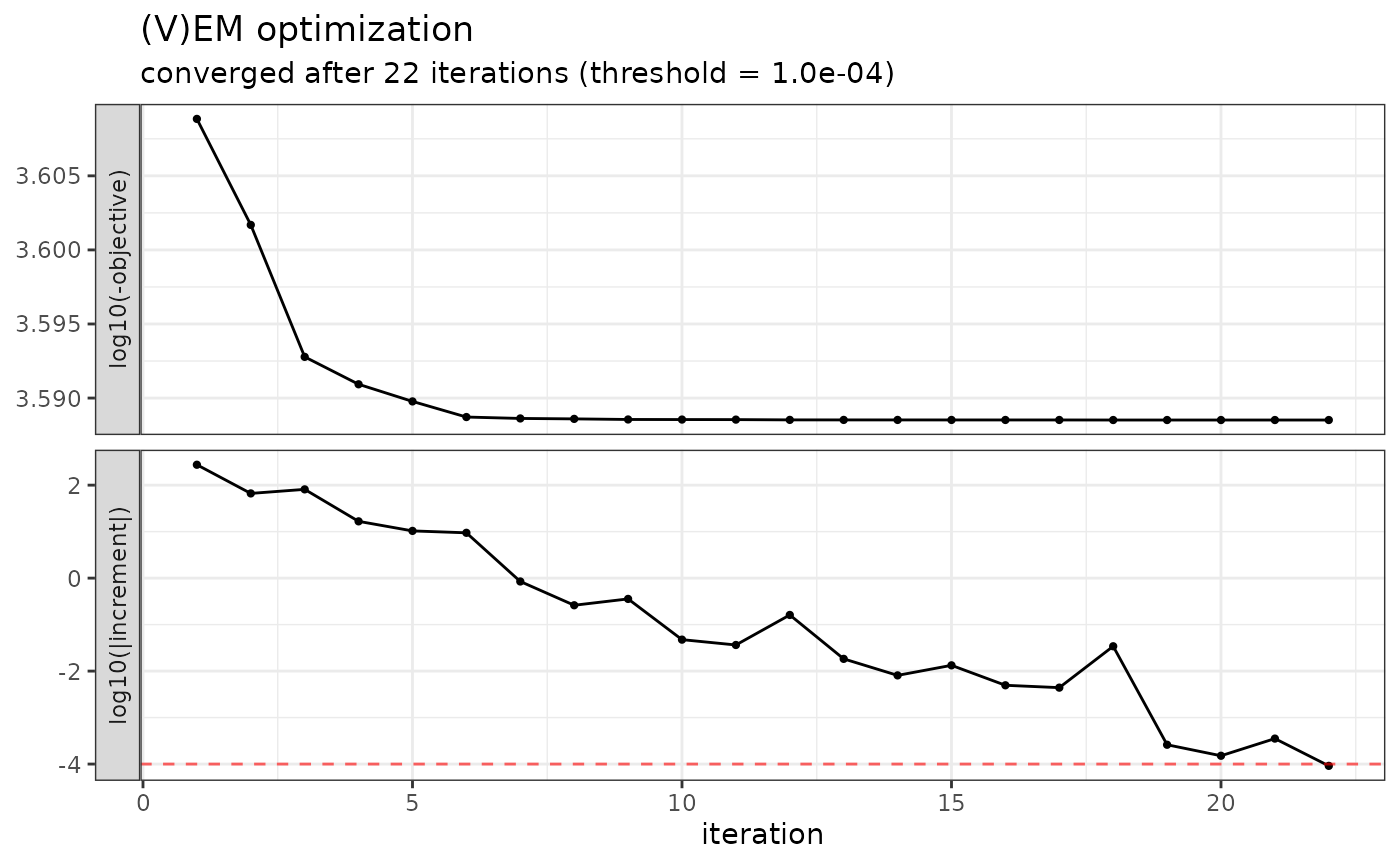 (V)EM optimization
converged after 22 iterations (threshold = 1.0e-04)
log10(-objective)
3.605
3.600
3.595
3.590
log10(|increment|)
2
0
-2
-4
0 5 10 15 20
iteration